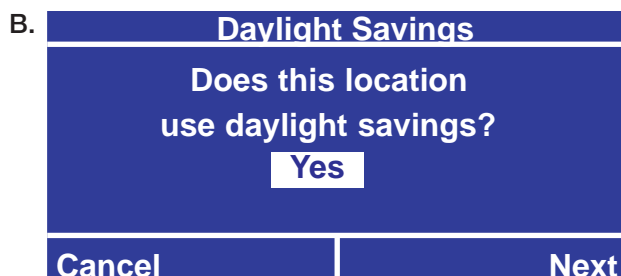 B.
Daylight Savings
Does this location
use daylight savings?
Yes
Cancel
Next